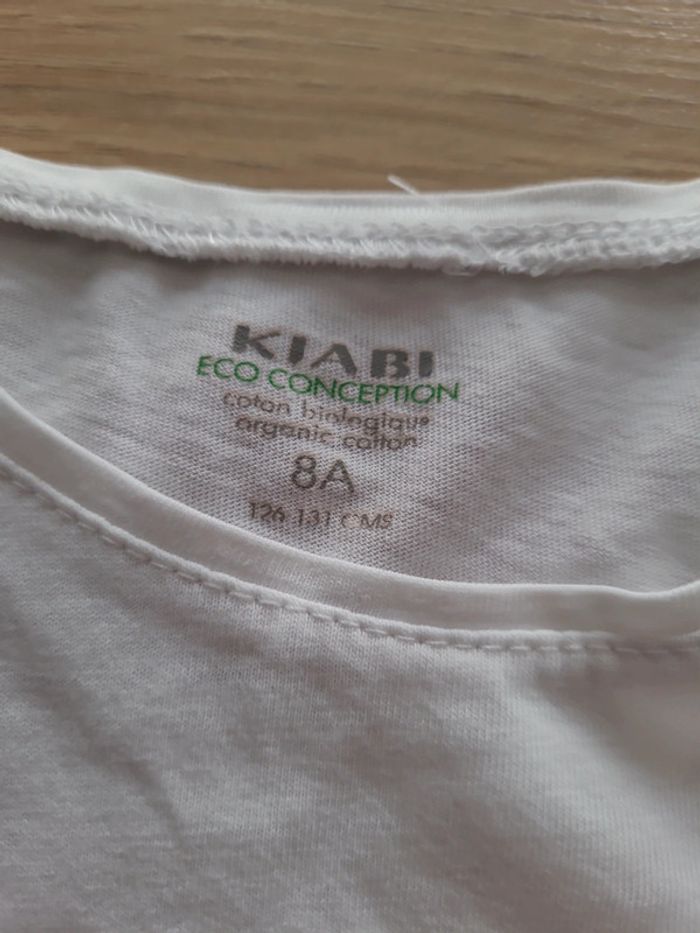 KIABI
ECO CONCEPTION
coton biologique
organic cotton
8A
126 131 CMS